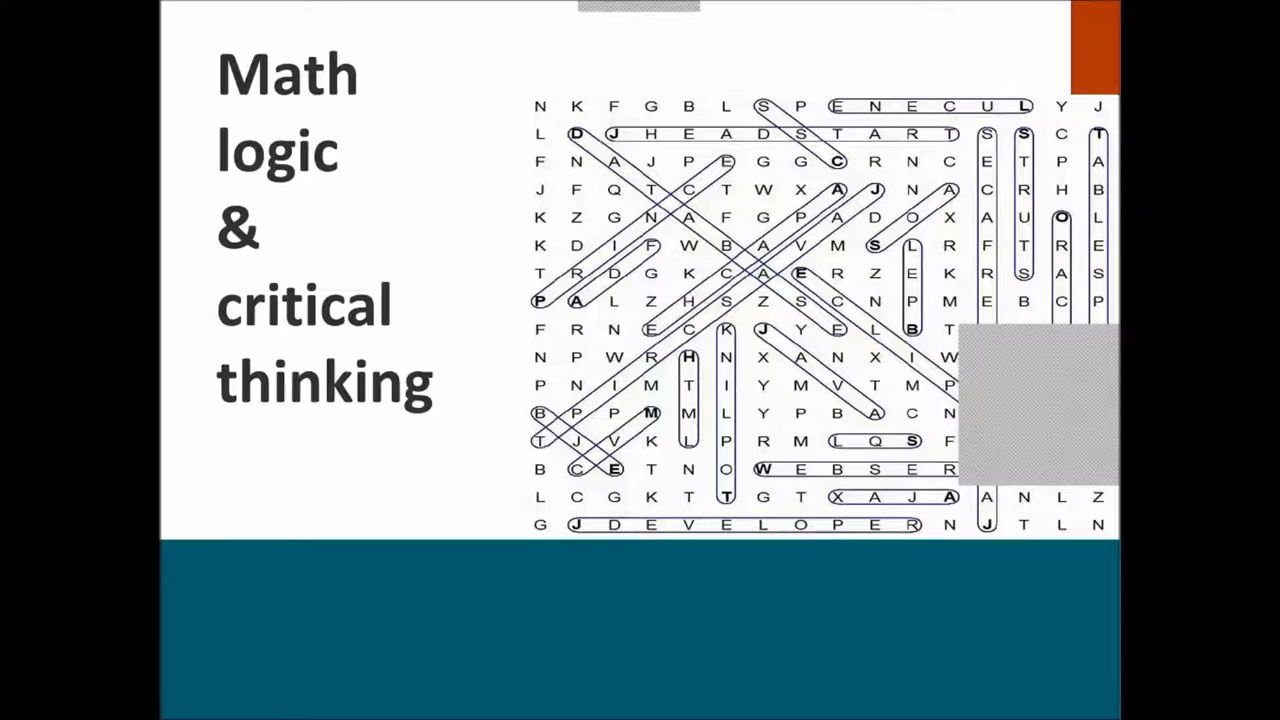 Math
logic
&
critical
thinking
N K F G B L S P E N E C U L Y J
L D J H E A D S T A R T S S C T
F N A J P E G G C R N C E T P A
J F Q T C T W X A J N A C R H B
K Z G N A F G P A D O X A U O L
K D I F W B A V M S L R F T R E
T R D G K C A E R Z E K R S A S
P A L Z H S Z S C N P M E B C P
F R N E C K J Y E L B T
N P W R H N X A N X I W
P N I M T I Y M V T M P
B P P M M L Y P B A C N
T J V K L P R M L Q S F
B C E T N O W E B S E R
L C G K T T G T X A J A A N L Z
G J D E V E L O P E R N J T L N